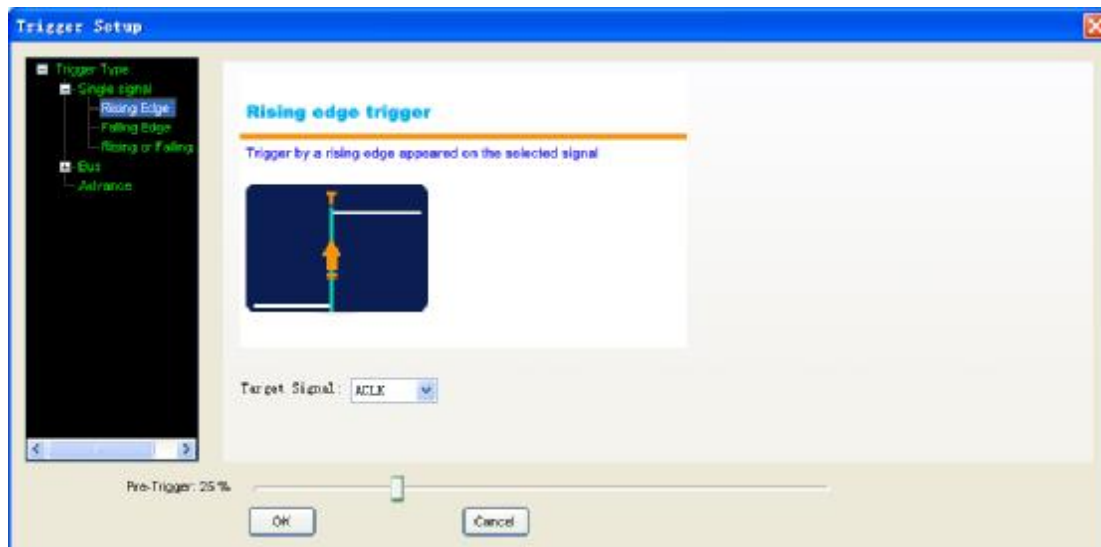 Trigger Setup
Trigger Type
Single signal
Rising Edge
Falling Edge
Rising or Falling
Bus
Advance
Rising edge trigger
Trigger by a rising edge appeared on the selected signal
T
Target Signal: ACLK
Pre-Trigger: 25 %
OK
Cancel